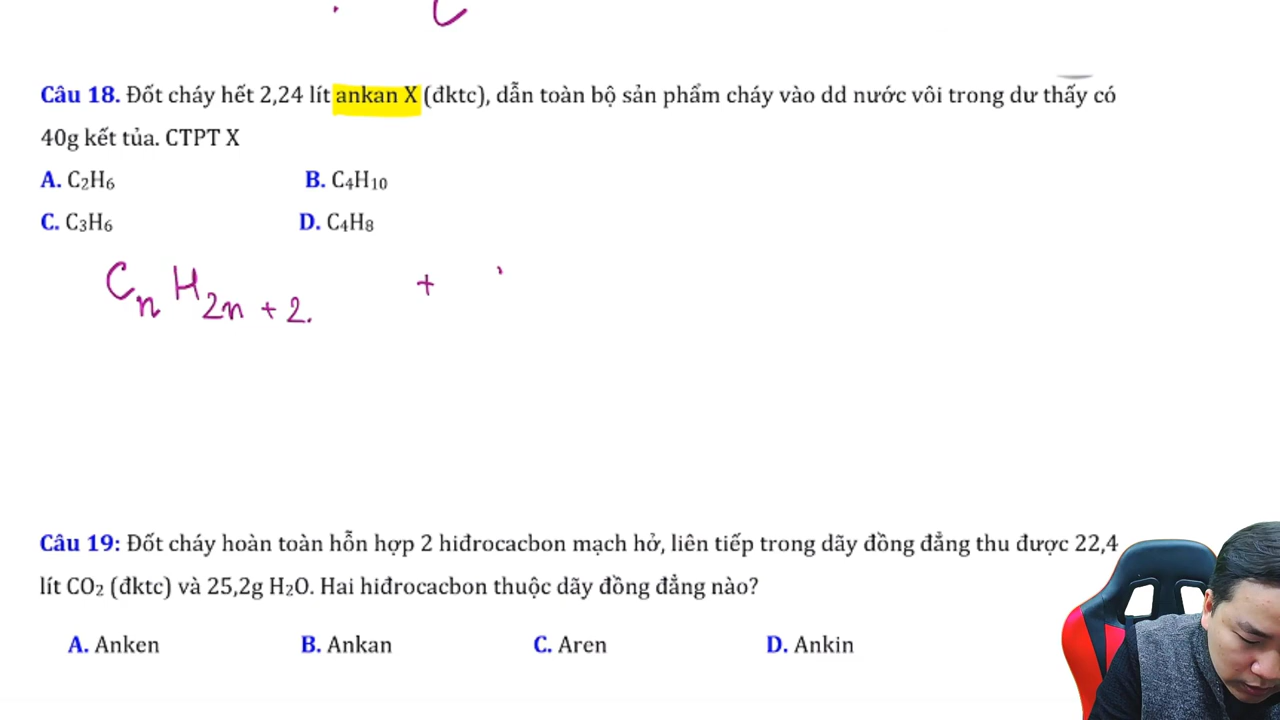 Câu 18. Đốt cháy hết 2,24 lít ankan X (đktc), dẫn toàn bộ sản phẩm cháy vào dd nước vôi trong dư thấy có
40g kết tủa. CTPT X
A. C₂H₆ B. C₄H₁₀
C. C₃H₆ D. C₄H₈
CₙH₂ₙ₊₂ +
Câu 19: Đốt cháy hoàn toàn hỗn hợp 2 hiđrocacbon mạch hở, liên tiếp trong dãy đồng đẳng thu được 22,4
lít CO₂ (đktc) và 25,2g H₂O. Hai hiđrocacbon thuộc dãy đồng đẳng nào?
A. Anken B. Ankan C. Aren D. Ankin